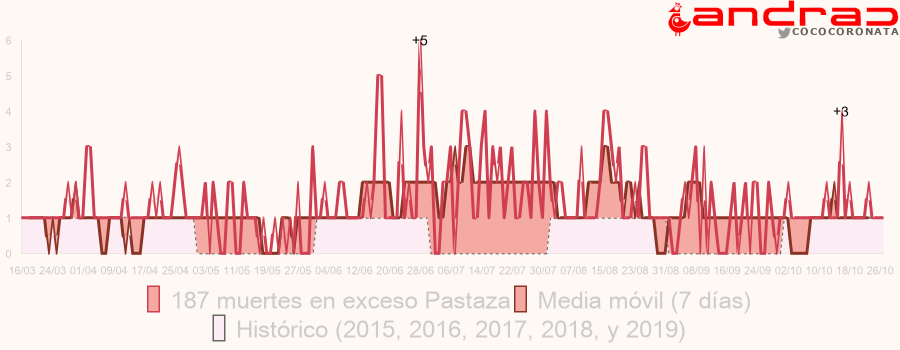 andrab
COCOCORONATA
+5
+3
6
5
4
3
2
1
0
16/03 24/03 01/04 09/04 17/04 25/04 03/05 11/05 19/05 27/05 04/06 12/06 20/06 28/06 06/07 14/07 22/07 30/07 07/08 15/08 23/08 31/08 08/09 16/09 24/09 02/10 10/10 18/10 26/10
187 muertes en exceso Pastaza Media móvil (7 días)
Histórico (2015, 2016, 2017, 2018, y 2019)